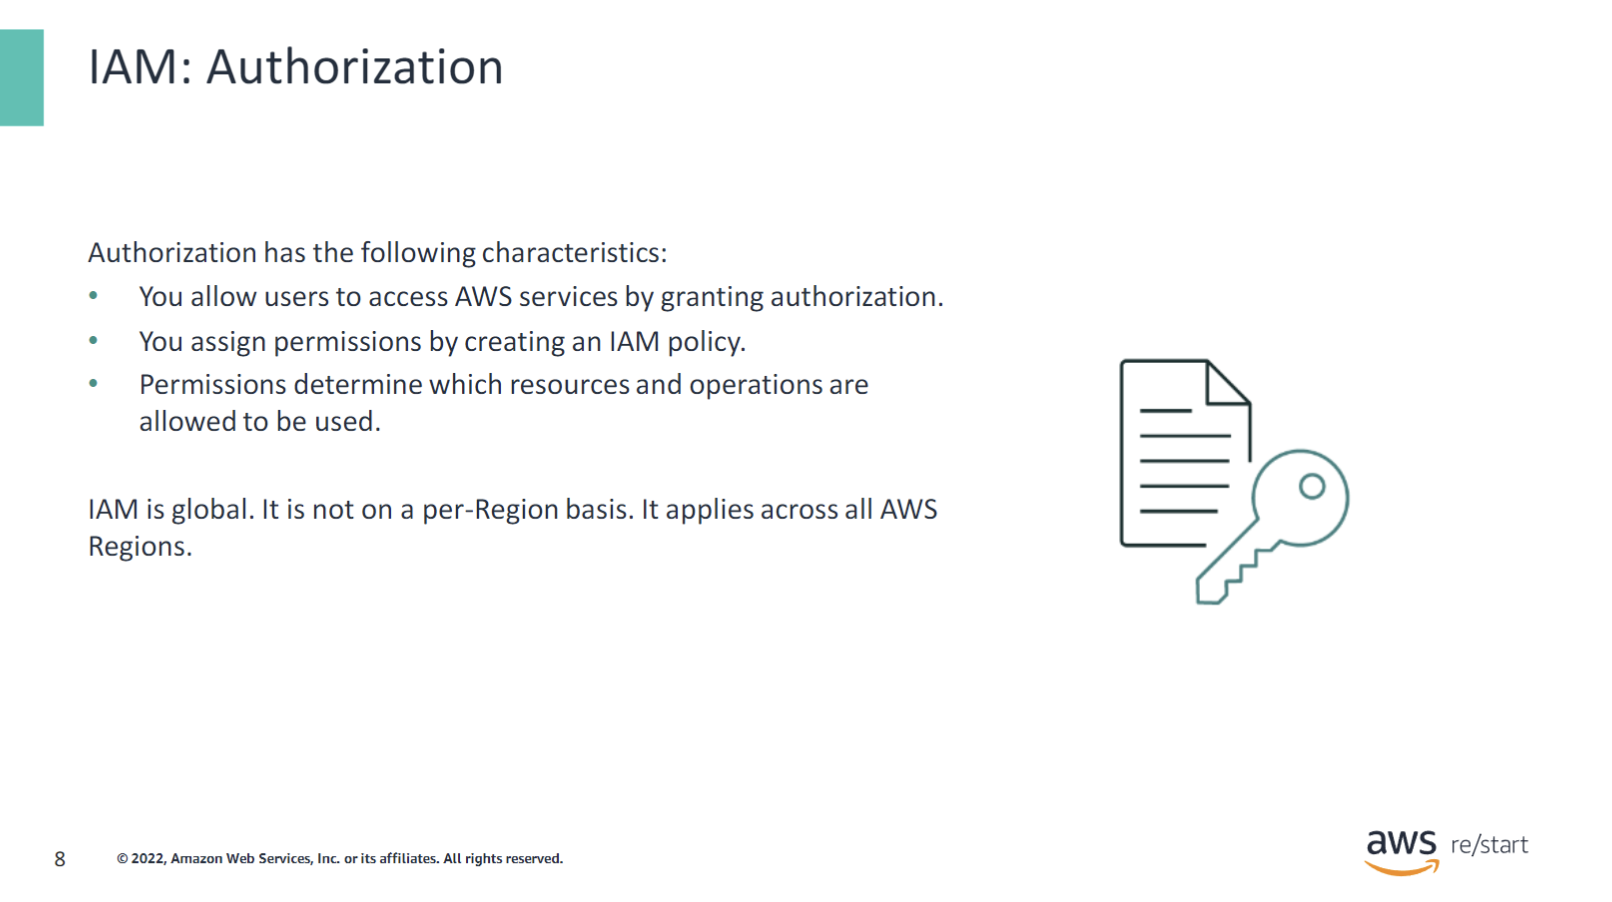 IAM: Authorization
Authorization has the following characteristics:
• You allow users to access AWS services by granting authorization.
• You assign permissions by creating an IAM policy.
• Permissions determine which resources and operations are
allowed to be used.
IAM is global. It is not on a per-Region basis. It applies across all AWS
Regions.
8
© 2022, Amazon Web Services, Inc. or its affiliates. All rights reserved.
aws re/start